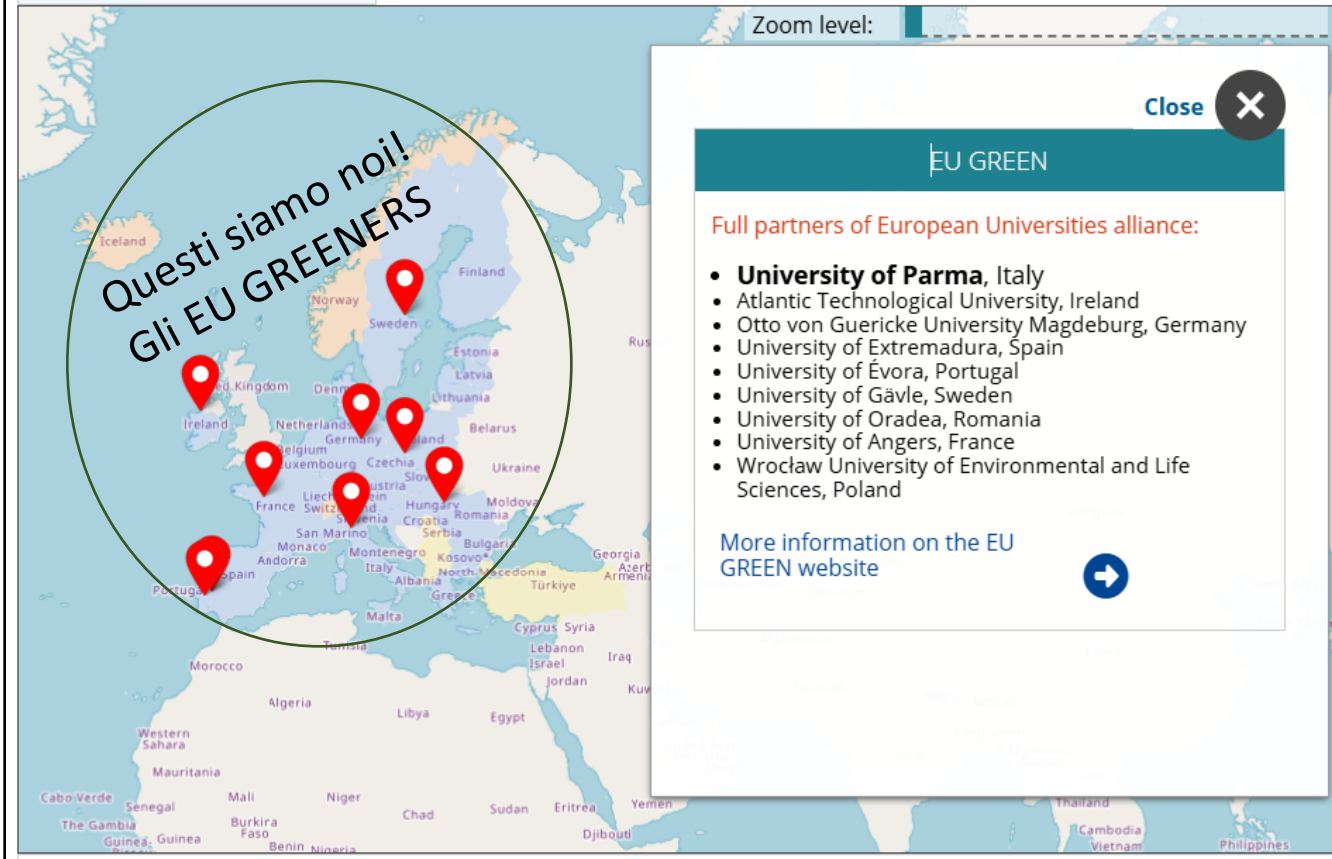 Zoom level:
Close
EU GREEN
Full partners of European Universities alliance:
• University of Parma, Italy
• Atlantic Technological University, Ireland
• Otto von Guericke University Magdeburg, Germany
• University of Extremadura, Spain
• University of Évora, Portugal
• University of Gävle, Sweden
• University of Oradea, Romania
• University of Angers, France
• Wrocław University of Environmental and Life
Sciences, Poland
More information on the EU
GREEN website
Questi siamo noi!
Gli EU GREENERS
Iceland
Finland
Norway
Sweden
Estonia
Latvia
Lithuania
Kingdom
Ireland
Belarus
Germany
Czechia
Ukraine
France
Hungary
Moldova
Croatia
Romania
San Marino
Serbia
Monaco
Montenegro
Bulgaria
Andorra
Italy
Kosovo*
Georgia
Albania
North Macedonia
Spain
Türkiye
Greece
Malta
Cyprus
Syria
Tunisia
Lebanon
Morocco
Israel
Iraq
Jordan
Algeria
Libya
Egypt
Western
Sahara
Mauritania
Cabo Verde
Senegal
Mali
Niger
Chad
Sudan
Eritrea
Yemen
Thailand
The Gambia
Burkira
Faso
Guinea
Guinea
Benin
Nigeria
Djibouti
Cambodia
Vietnam
Philippines